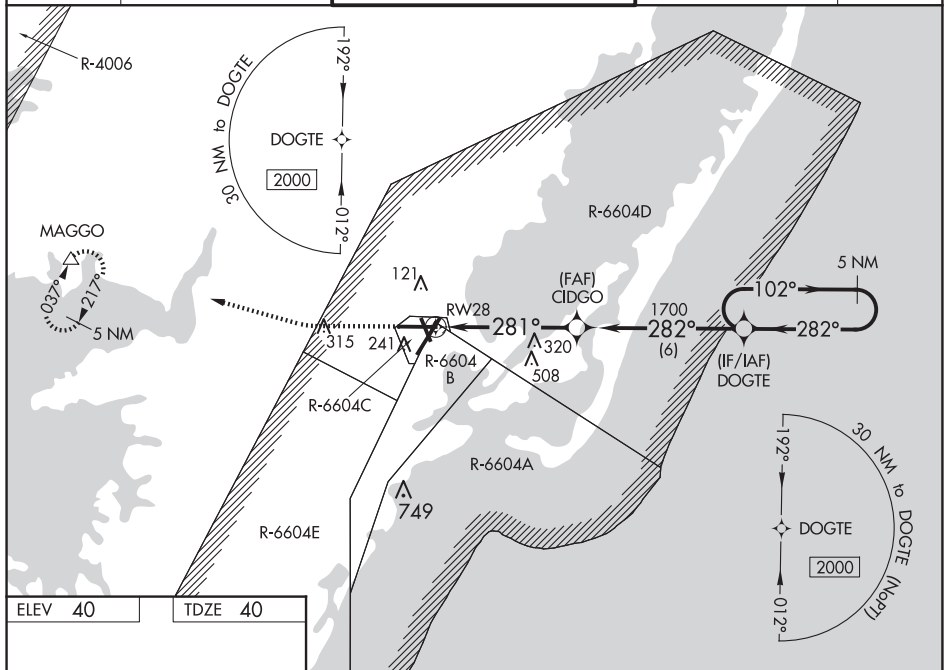 R-4006
30 NM to DOGTE
192°
DOGTE
2000
012°
R-6604D
MAGGO
037°
217°
5 NM
121
RW28
281°
(FAF)
CIDGO
1700
282°
(6)
102°
5 NM
282°
(IF/IAF)
DOGTE
315
241
320
508
R-6604
B
R-6604C
R-6604A
749
R-6604E
30 NM to DOGTE (NoPT)
192°
DOGTE
2000
012°
ELEV 40
TDZE 40